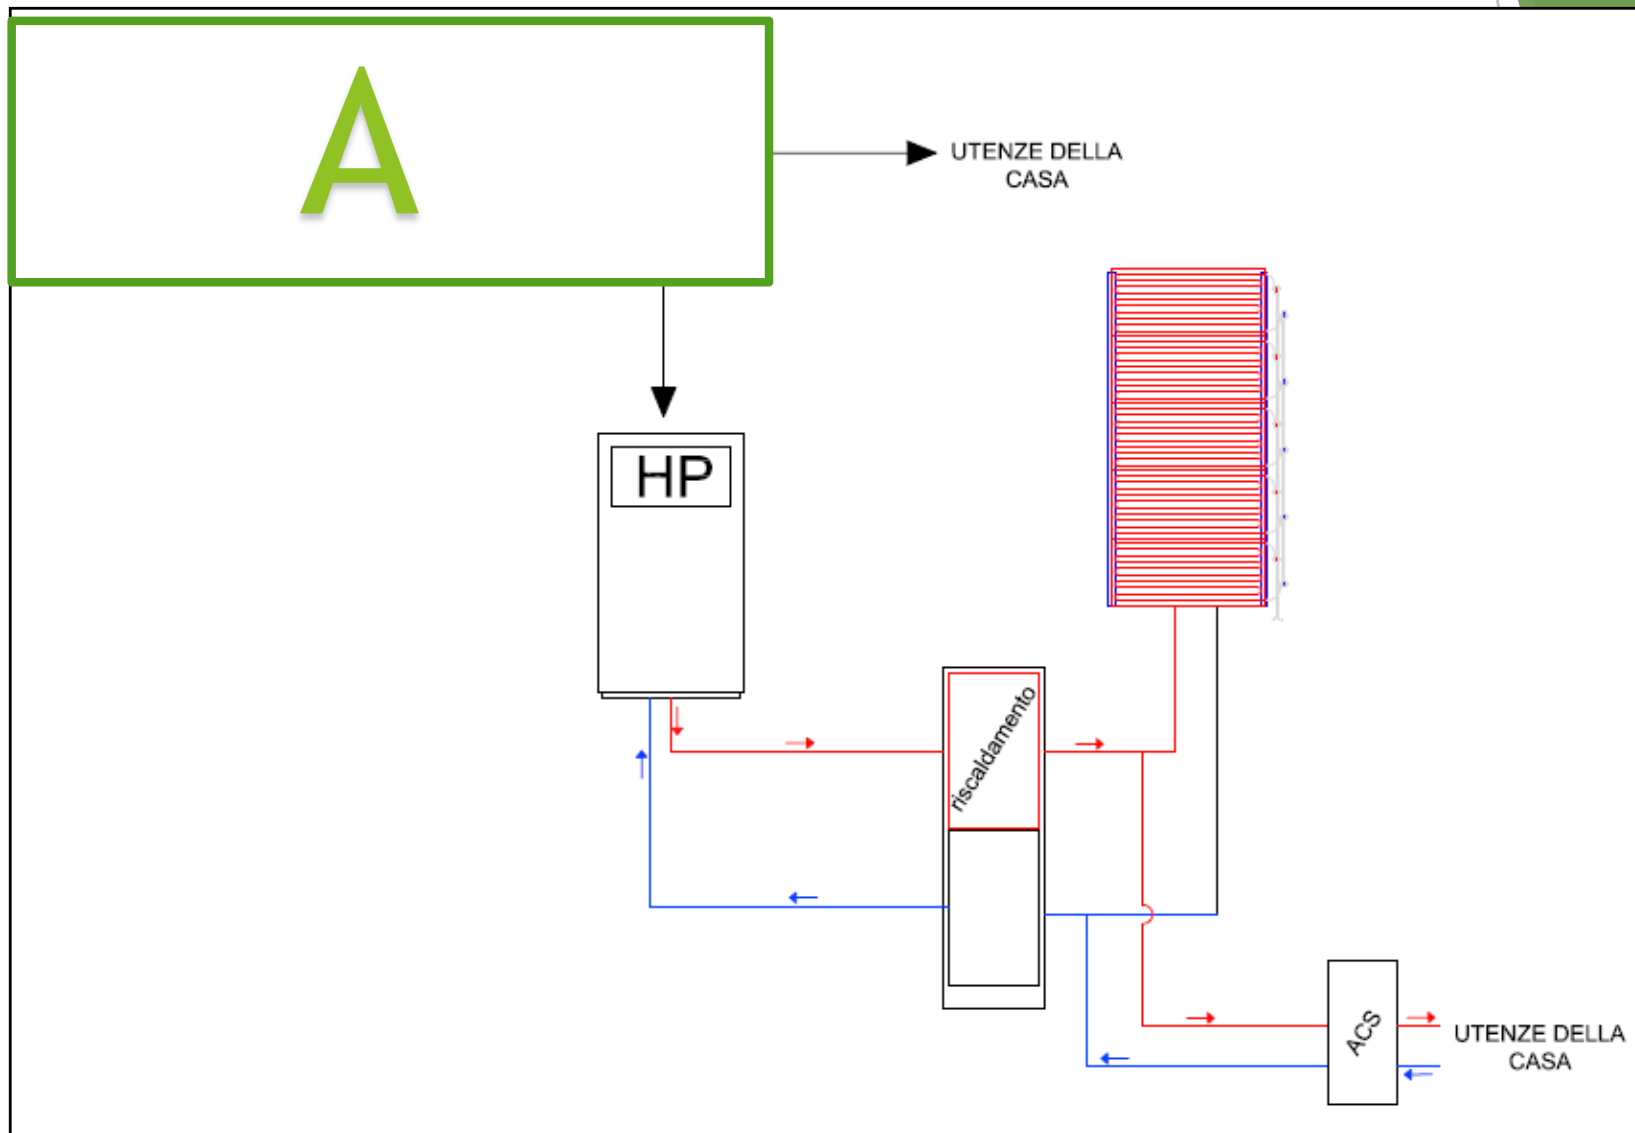 A
UTENZE DELLA
CASA
HP
riscaldamento
ACS
UTENZE DELLA
CASA